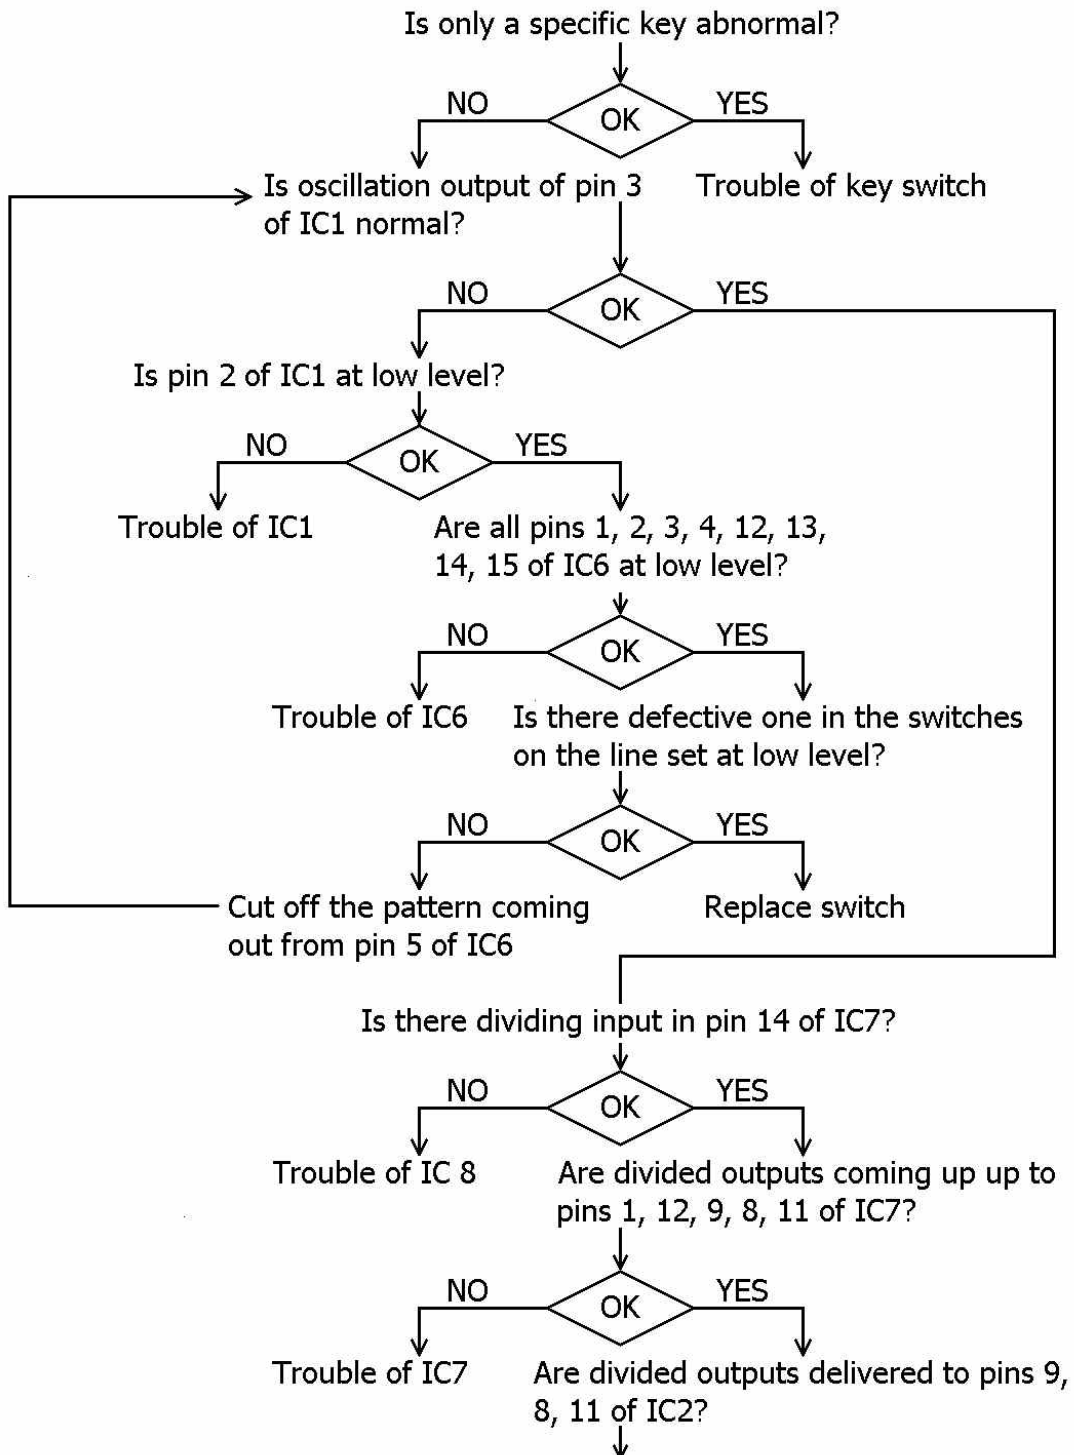 Is only a specific key abnormal?
NO
OK
YES
Is oscillation output of pin 3
of IC1 normal?
Trouble of key switch
NO
OK
YES
Is pin 2 of IC1 at low level?
NO
OK
YES
Trouble of IC1
Are all pins 1, 2, 3, 4, 12, 13,
14, 15 of IC6 at low level?
NO
OK
YES
Trouble of IC6
Is there defective one in the switches
on the line set at low level?
NO
OK
YES
Cut off the pattern coming
out from pin 5 of IC6
Replace switch
Is there dividing input in pin 14 of IC7?
NO
OK
YES
Trouble of IC 8
Are divided outputs coming up up to
pins 1, 12, 9, 8, 11 of IC7?
NO
OK
YES
Trouble of IC7
Are divided outputs delivered to pins 9,
8, 11 of IC2?